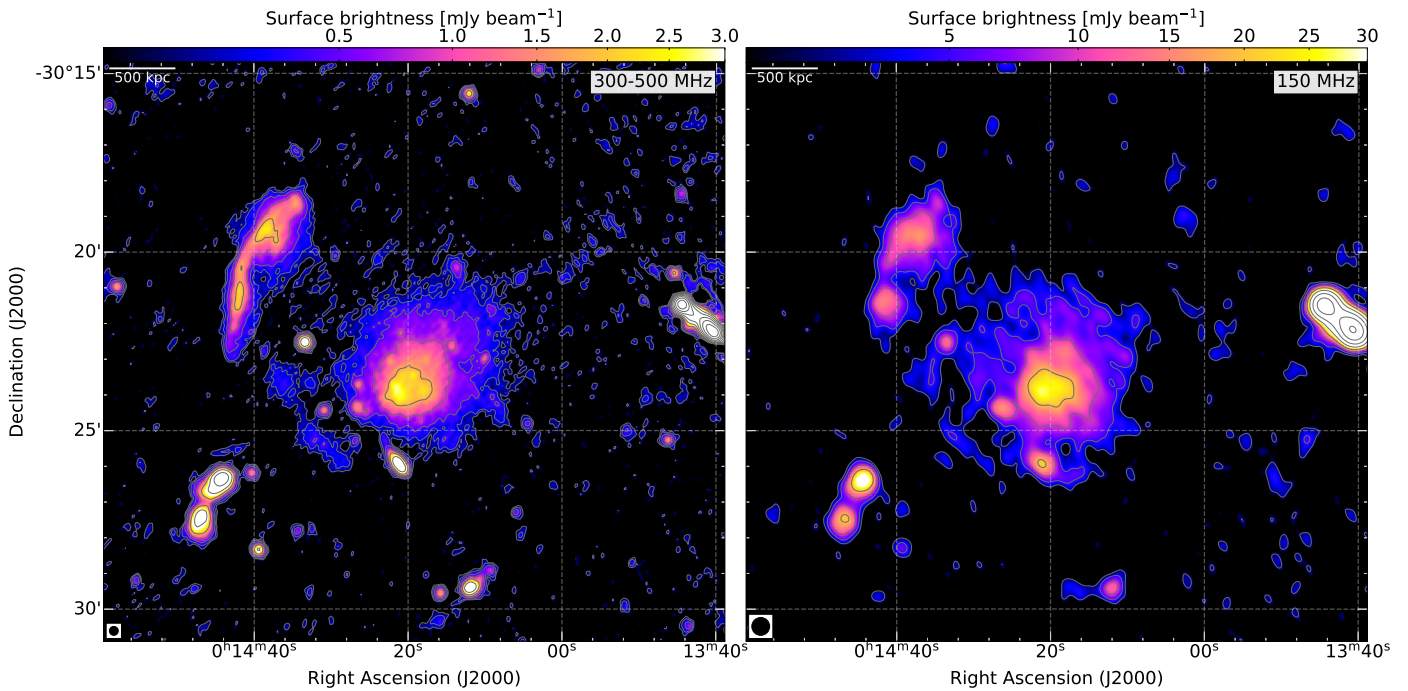 Surface brightness [mJy beam⁻¹]
0.5 1.0 1.5 2.0 2.5 3.0
500 kpc
300-500 MHz
-30°15'
20'
25'
30'
Declination (J2000)
0ʰ14ᵐ40ˢ 20ˢ 00ˢ 13ᵐ40ˢ
Right Ascension (J2000)
Surface brightness [mJy beam⁻¹]
5 10 15 20 25 30
500 kpc
150 MHz
0ʰ14ᵐ40ˢ 20ˢ 00ˢ 13ᵐ40ˢ
Right Ascension (J2000)